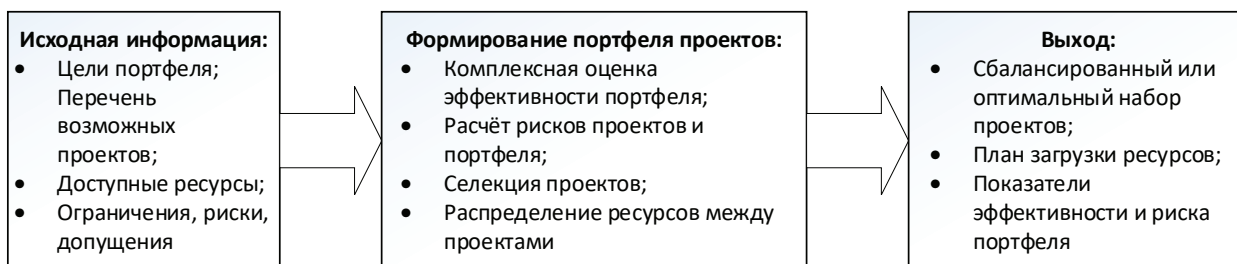 Исходная информация:
• Цели портфеля;
Перечень
возможных
проектов;
• Доступные ресурсы;
• Ограничения, риски,
допущения
Формирование портфеля проектов:
• Комплексная оценка
эффективности портфеля;
• Расчёт рисков проектов и
портфеля;
• Селекция проектов;
• Распределение ресурсов между
проектами
Выход:
• Сбалансированный или
оптимальный набор
проектов;
• План загрузки ресурсов;
• Показатели
эффективности и риска
портфеля